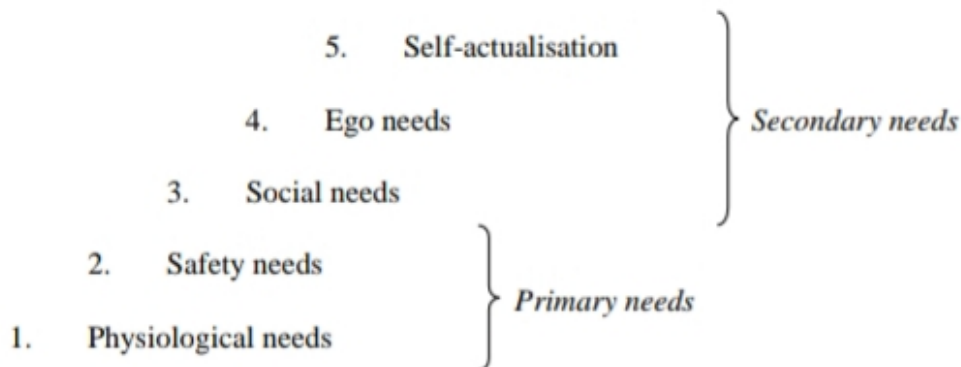 5. Self-actualisation
4. Ego needs
Secondary needs
3. Social needs
2. Safety needs
Primary needs
1. Physiological needs